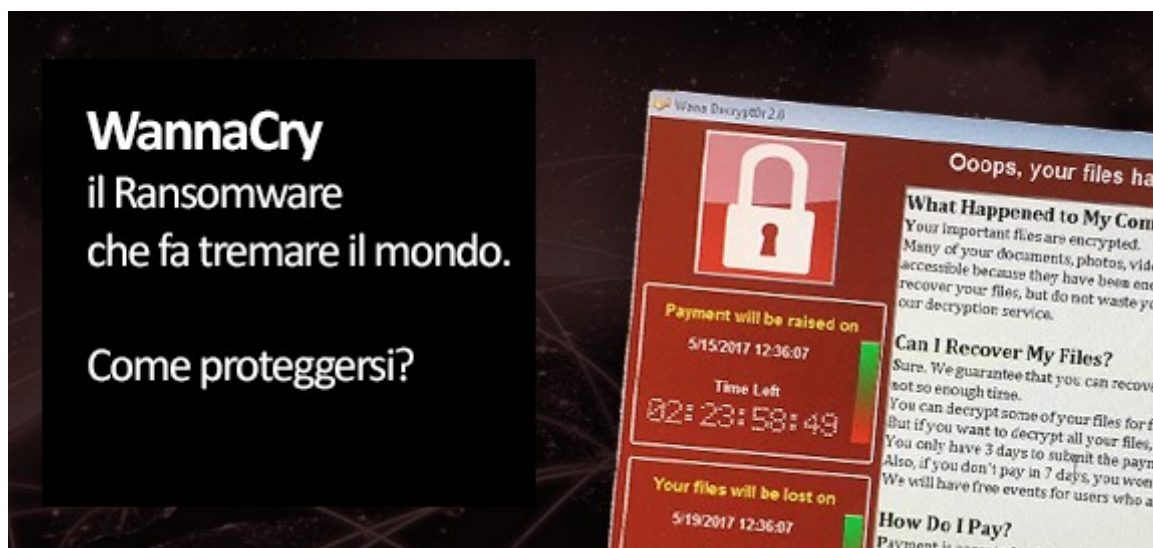 WannaCry
il Ransomware
che fa tremare il mondo.
Come proteggersi?
Wana Decrypt0r 2.0
Ooops, your files ha
Payment will be raised on
5/15/2017 12:36:07
Time Left
02:23:58:49
Your files will be lost on
5/19/2017 12:36:07
What Happened to My Com
Your important files are encrypted.
Many of your documents, photos, vide
accessible because they have been enc
recover your files, but do not waste yo
our decryption service.
Can I Recover My Files?
Sure. We guarantee that you can recove
not so enough time.
You can decrypt some of your files for f
But if you want to decrypt all your files,
You only have 3 days to submit the paym
Also, if you don't pay in 7 days, you won
We will have free events for users who a
How Do I Pay?
Payment is